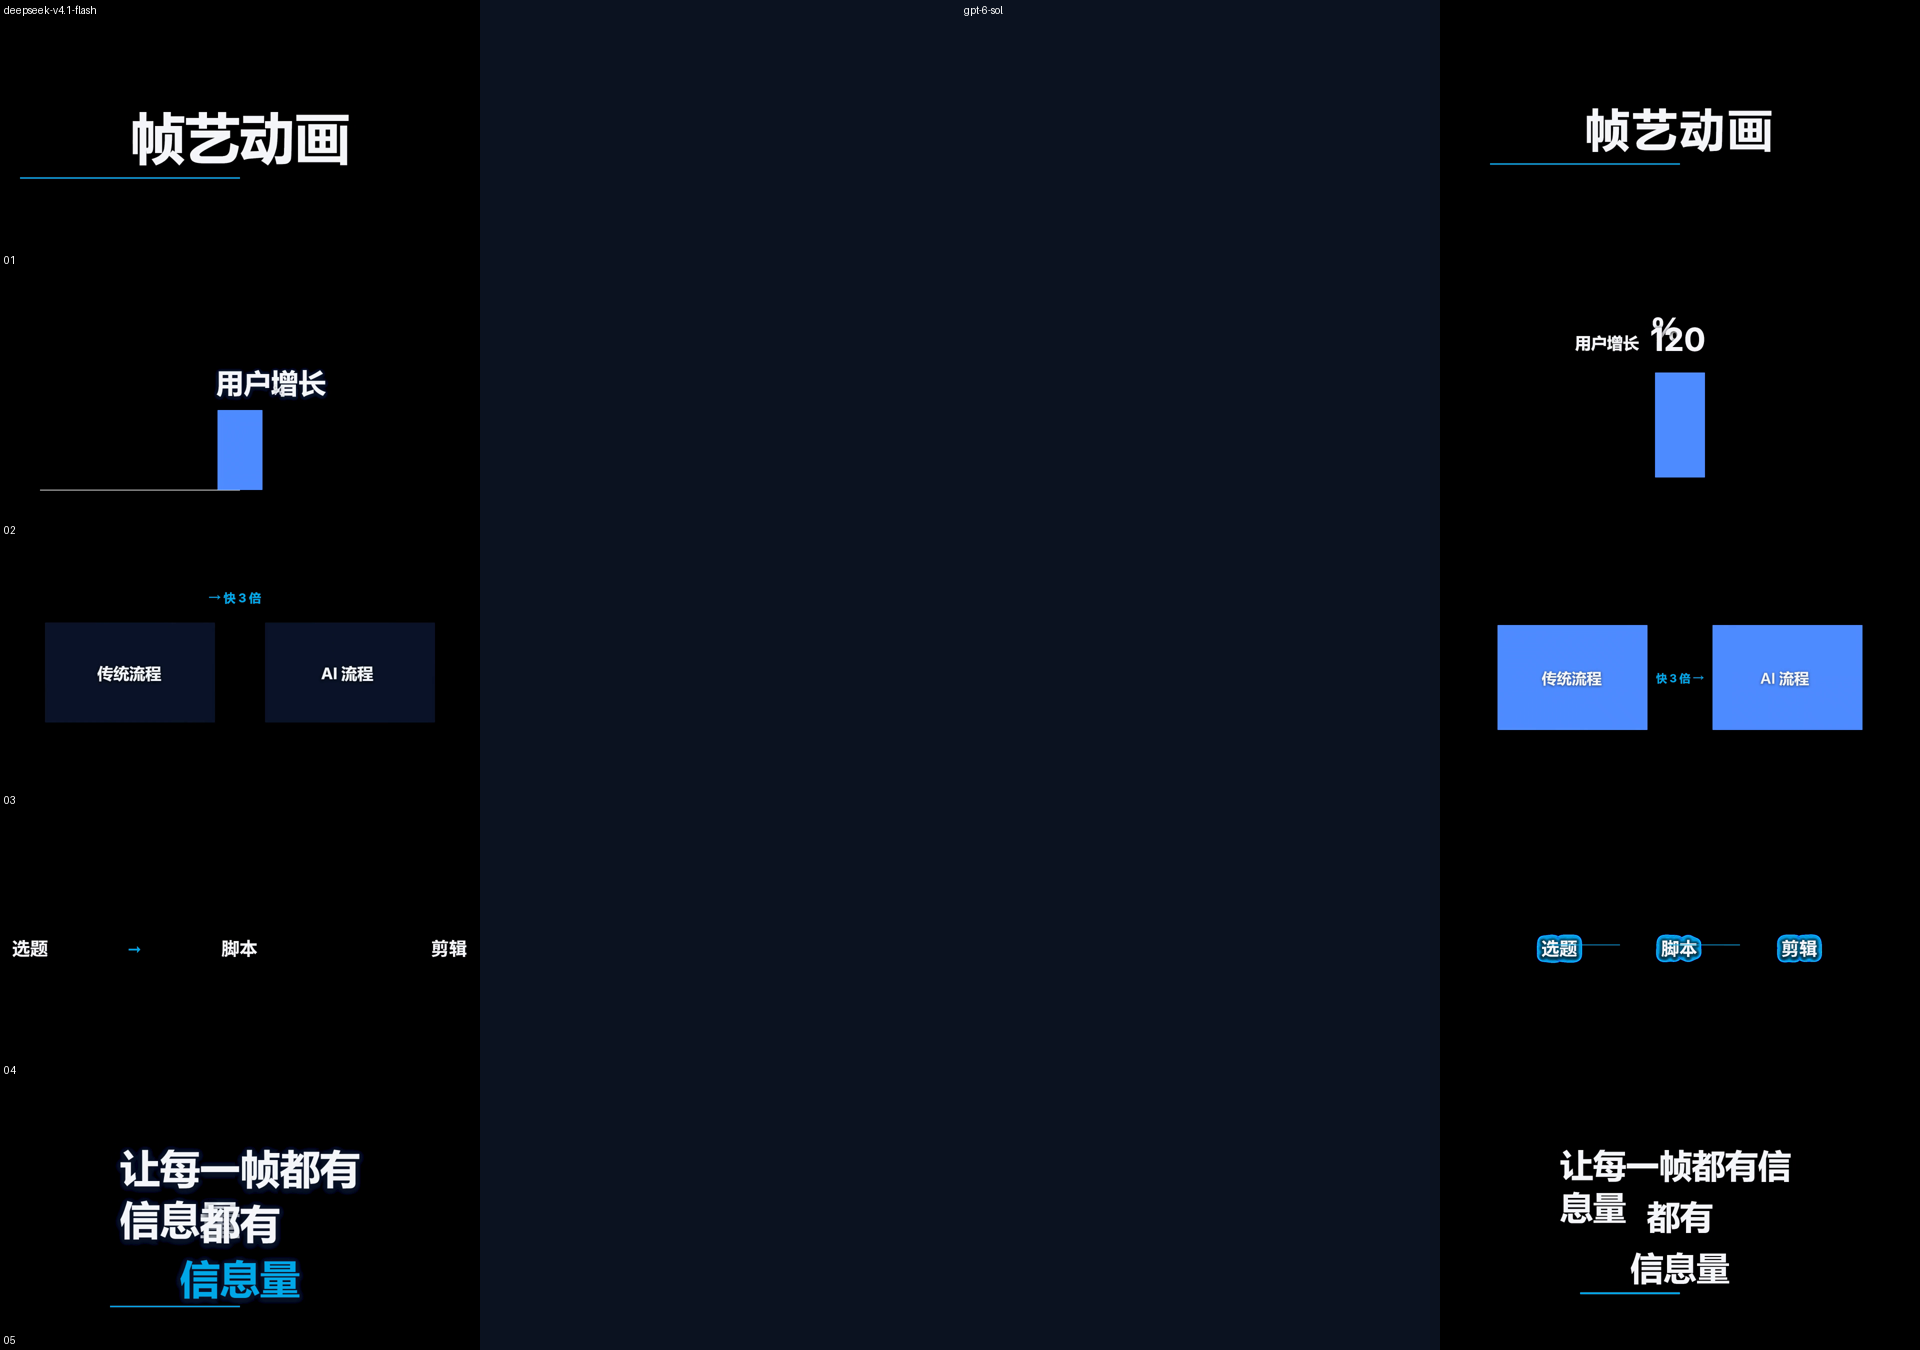 deepseek-v4.1-flash
gpt-6-sol
帧艺动画
帧艺动画
01
用户增长
用户增长
%
120
02
→快 3 倍
传统流程
AI 流程
传统流程
快 3 倍→
AI 流程
03
选题
→
脚本
剪辑
选题
脚本
剪辑
04
让每一帧都有
信息量
都有
信息量
让每一帧都有信
息量
都有
信息量
05